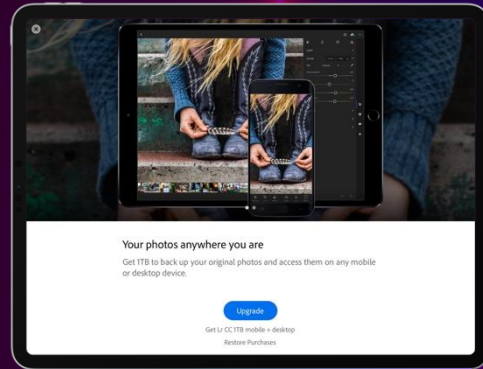 Your photos anywhere you are
Get 1TB to back up your original photos and access them on any mobile
or desktop device.
Upgrade
Get Lr CC 1TB mobile + desktop
Restore Purchases